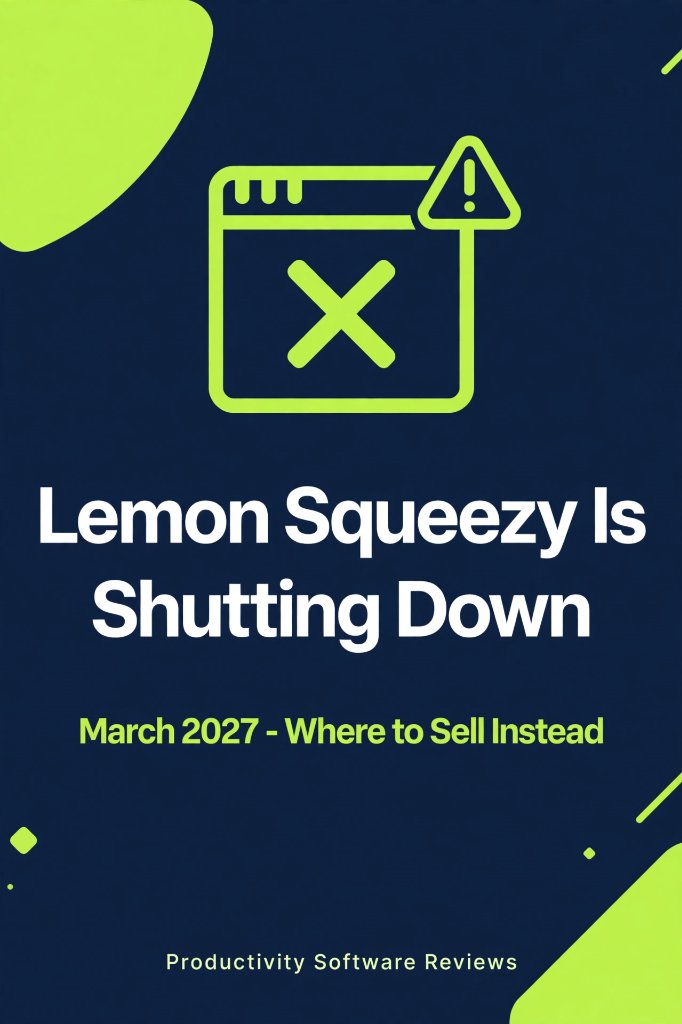 Lemon Squeezy Is
Shutting Down
March 2027 - Where to Sell Instead
Productivity Software Reviews